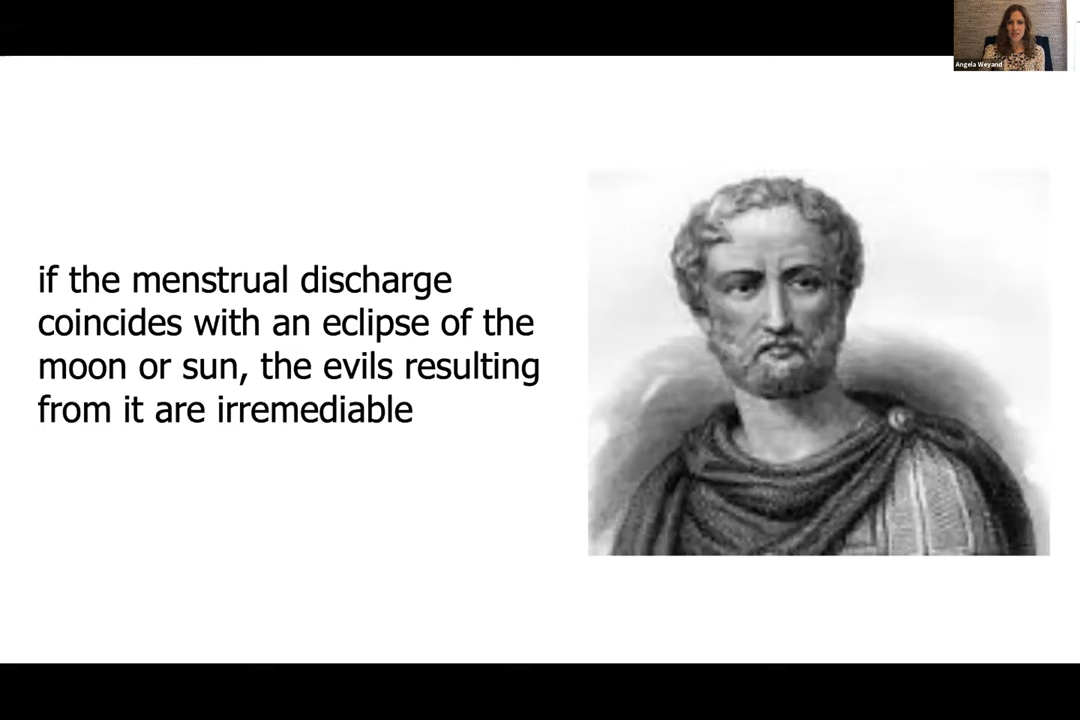 Angela Weyand
if the menstrual discharge
coincides with an eclipse of the
moon or sun, the evils resulting
from it are irremediable